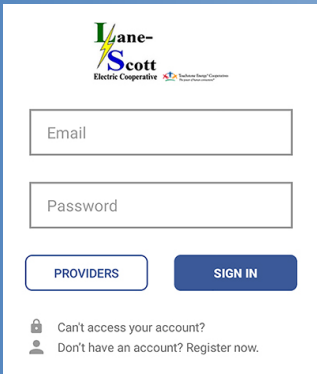 Lane-
Scott
Electric Cooperative
Touchstone Energy® Cooperatives
Email
Password
PROVIDERS
SIGN IN
Can't access your account?
Don't have an account? Register now.